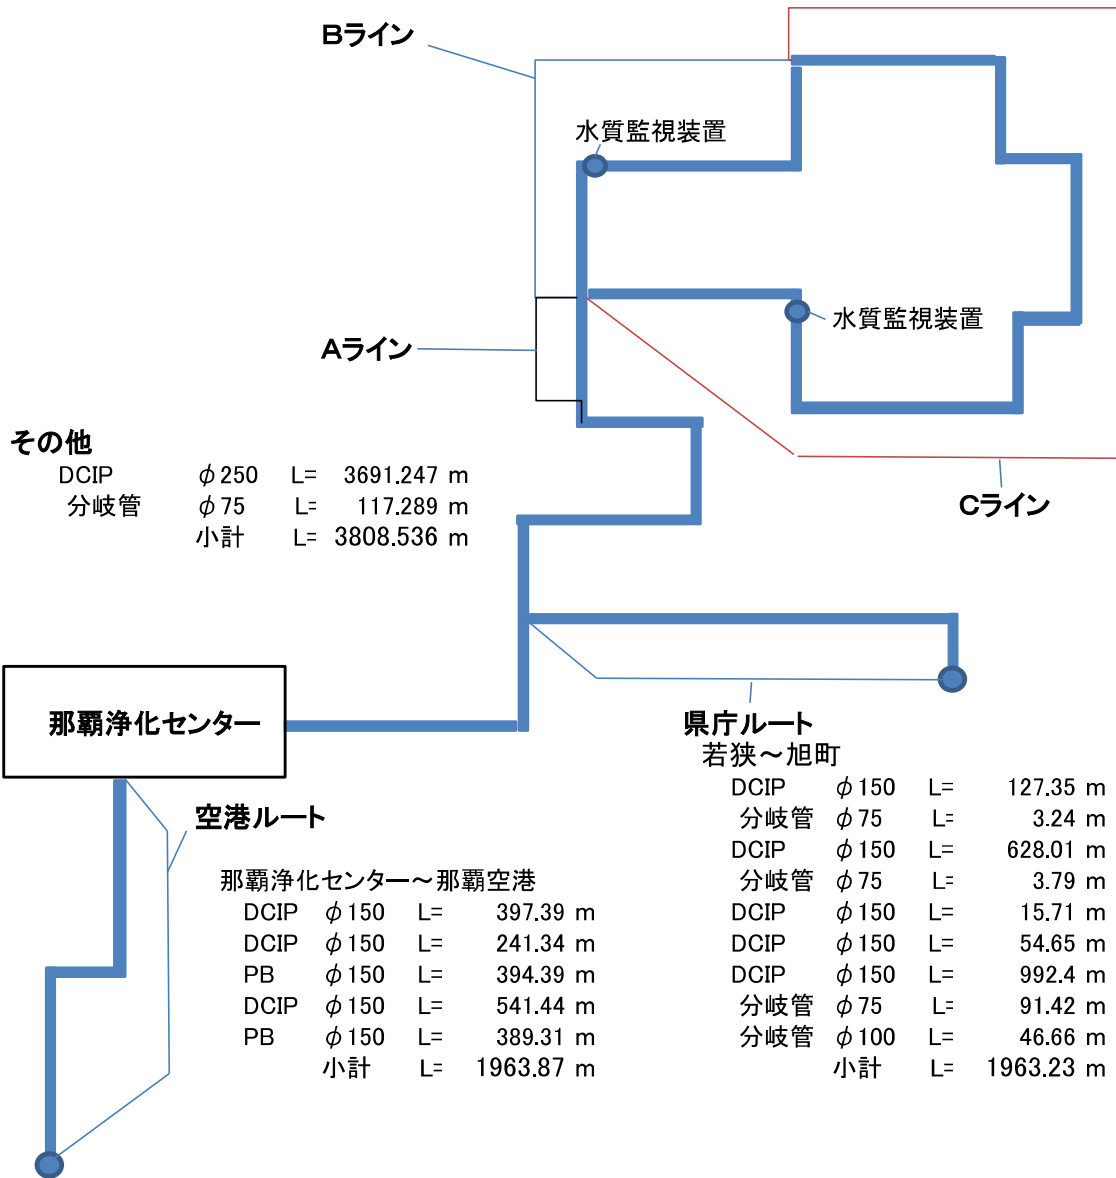 Bライン
水質監視装置
水質監視装置
Aライン
その他
DCIP φ250 L= 3691.247 m
分岐管 φ75 L= 117.289 m
小計 L= 3808.536 m
Cライン
那覇浄化センター
県庁ルート
若狭～旭町
DCIP φ150 L= 127.35 m
分岐管 φ75 L= 3.24 m
DCIP φ150 L= 628.01 m
分岐管 φ75 L= 3.79 m
DCIP φ150 L= 15.71 m
DCIP φ150 L= 54.65 m
DCIP φ150 L= 992.4 m
分岐管 φ75 L= 91.42 m
分岐管 φ100 L= 46.66 m
小計 L= 1963.23 m
空港ルート
那覇浄化センター～那覇空港
DCIP φ150 L= 397.39 m
DCIP φ150 L= 241.34 m
PB φ150 L= 394.39 m
DCIP φ150 L= 541.44 m
PB φ150 L= 389.31 m
小計 L= 1963.87 m